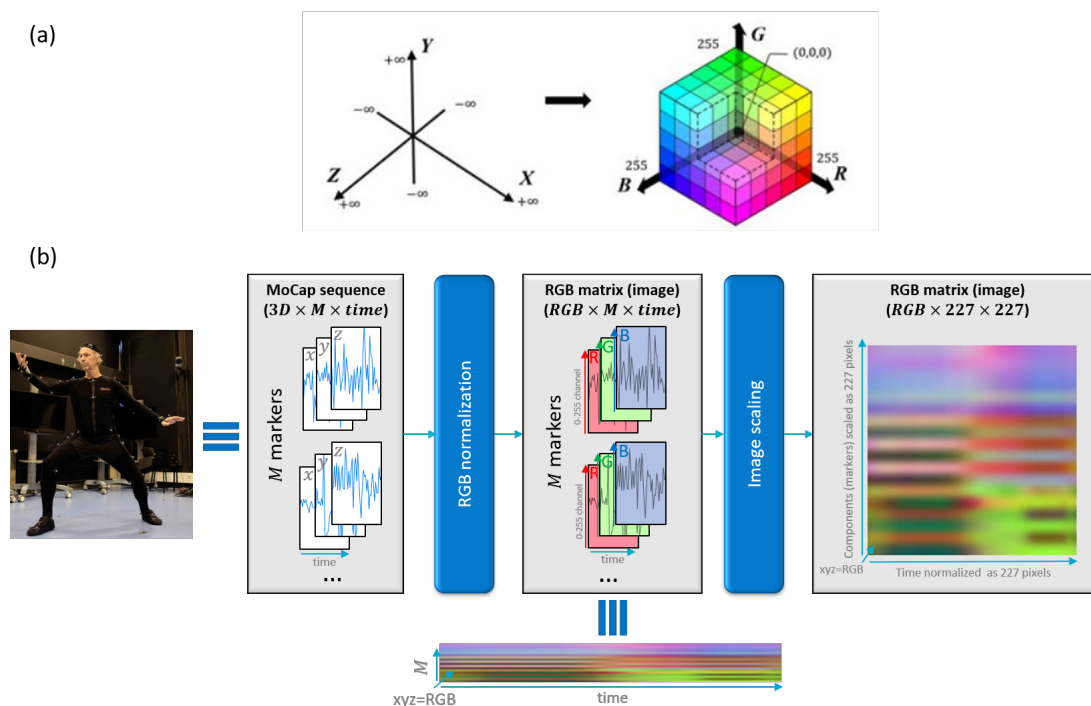 (a)
Y
+∞
−∞
−∞
Z
+∞
−∞
X
+∞
G
255
(0,0,0)
255
B
255
R
(b)
MoCap sequence
(3D × M × time)
x
y
z
M markers
x
y
z
time
...
RGB normalization
RGB matrix (image)
(RGB × M × time)
R
G
B
0-255 channel
M markers
R
G
B
0-255 channel
time
...
Image scaling
RGB matrix (image)
(RGB × 227 × 227)
Components (markers) scaled as 227 pixels
xyz=RGB
Time normalized as 227 pixels
M
xyz=RGB
time